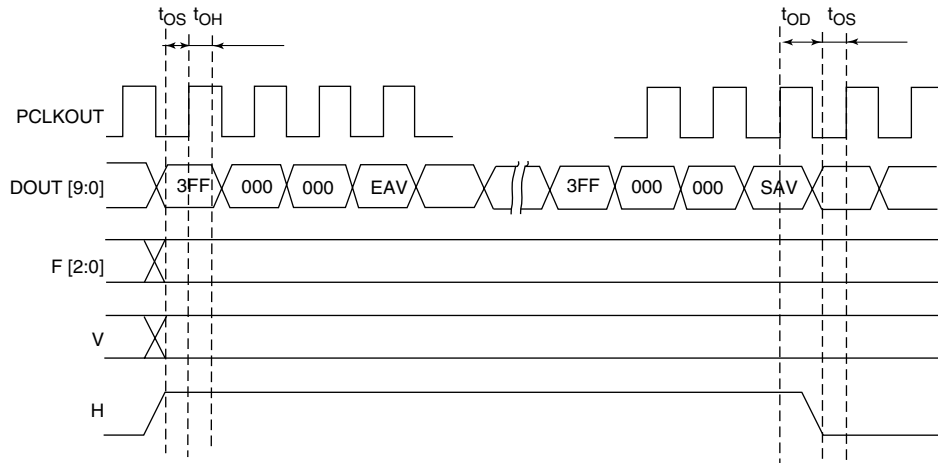 tOS tOH tOD tOS
PCLKOUT
DOUT [9:0] 3FF 000 000 EAV 3FF 000 000 SAV
F [2:0]
V
H